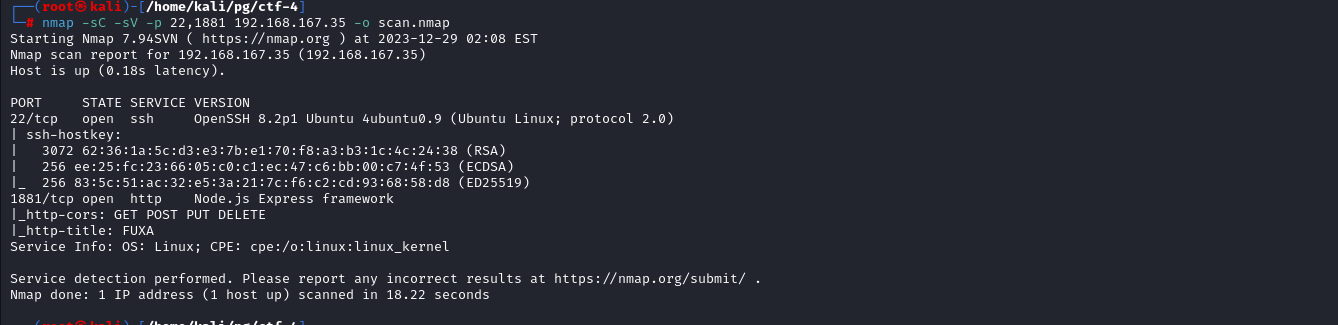 ┌──(root㉿kali)-[/home/kali/pg/ctf-4]
└─# nmap -sC -sV -p 22,1881 192.168.167.35 -o scan.nmap
Starting Nmap 7.94SVN ( https://nmap.org ) at 2023-12-29 02:08 EST
Nmap scan report for 192.168.167.35 (192.168.167.35)
Host is up (0.18s latency).
PORT     STATE SERVICE VERSION
22/tcp   open  ssh     OpenSSH 8.2p1 Ubuntu 4ubuntu0.9 (Ubuntu Linux; protocol 2.0)
| ssh-hostkey:
|   3072 62:36:1a:5c:d3:e3:7b:e1:70:f8:a3:b3:1c:4c:24:38 (RSA)
|   256 ee:25:fc:23:66:05:c0:c1:ec:47:c6:bb:00:c7:4f:53 (ECDSA)
|_  256 83:5c:51:ac:32:e5:3a:21:7c:f6:c2:cd:93:68:58:d8 (ED25519)
1881/tcp open  http    Node.js Express framework
|_http-cors: GET POST PUT DELETE
|_http-title: FUXA
Service Info: OS: Linux; CPE: cpe:/o:linux:linux_kernel
Service detection performed. Please report any incorrect results at https://nmap.org/submit/ .
Nmap done: 1 IP address (1 host up) scanned in 18.22 seconds
┌──(root㉿kali)-[/home/kali/pg/ctf-4]